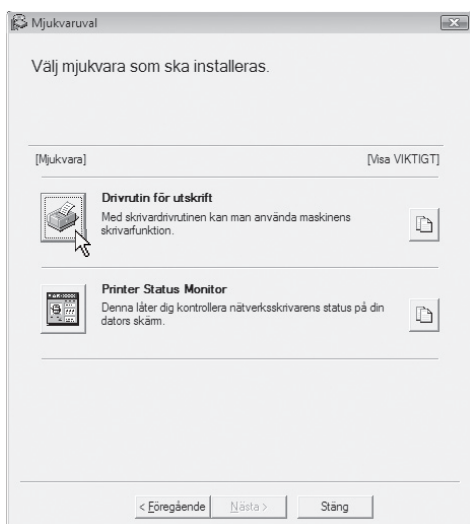 Mjukvaruval
Välj mjukvara som ska installeras.
[Mjukvara] [Visa VIKTIGT]
Drivrutin för utskrift
Med skrivardrivrutinen kan man använda maskinens
skrivarfunktion.
Printer Status Monitor
Denna låter dig kontrollera nätverksskrivarens status på din
dators skärm.
< Föregående Nästa > Stäng